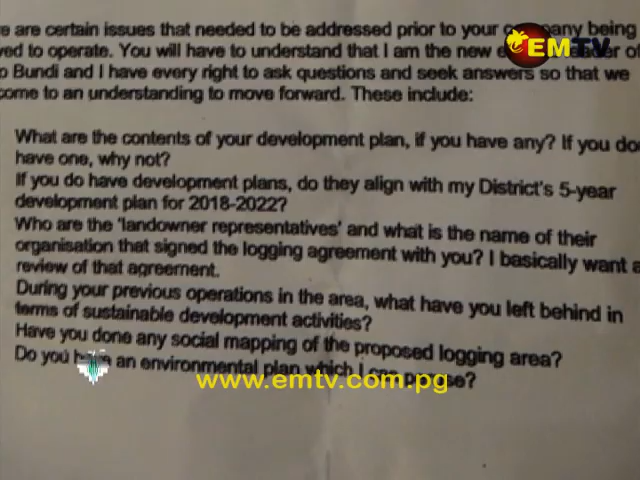 e are certain issues that needed to be addressed prior to your company being
ved to operate. You will have to understand that I am the new of
o Bundi and I have every right to ask questions and seek answers so that we
come to an understanding to move forward. These include:
What are the contents of your development plan, if you have any? If you do
have one, why not?
If you do have development plans, do they align with my District's 5-year
development plan for 2018-2022?
Who are the 'landowner representatives' and what is the name of their
organisation that signed the logging agreement with you? I basically want a
review of that agreement.
During your previous operations in the area, what have you left behind in
terms of sustainable development activities?
Have you done any social mapping of the proposed logging area?
Do you have an environmental plan which I can peruse?
EMTV
www.emtv.com.pg